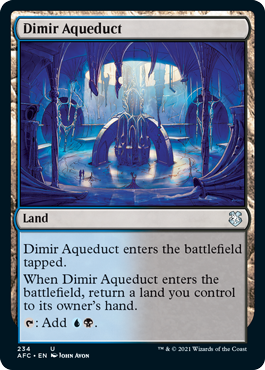 Dimir Aqueduct
Land
Dimir Aqueduct enters the battlefield
tapped.
When Dimir Aqueduct enters the
battlefield, return a land you control
to its owner's hand.
: Add .
234 U
AFC • EN JOHN AVON
™ & © 2021 Wizards of the Coast